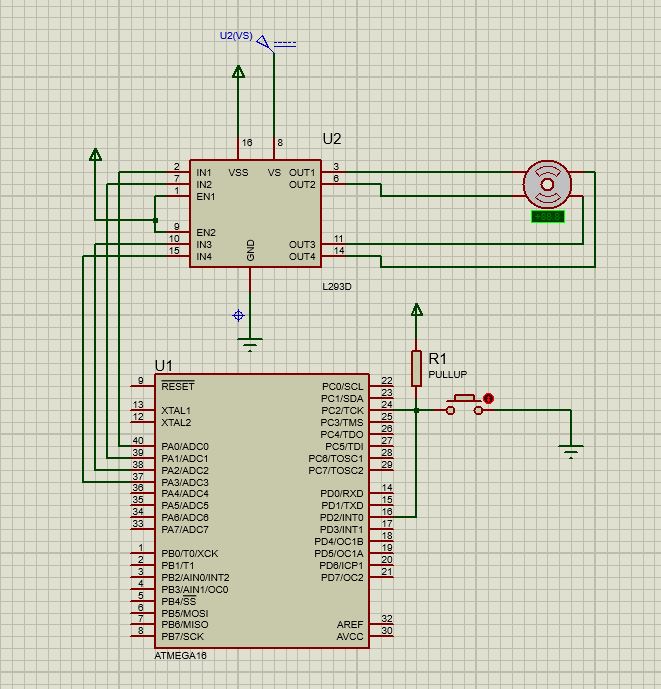 U2(VS)
16
8
U2
2
IN1
VSS
VS
OUT1
3
7
IN2
OUT2
6
1
EN1
9
EN2
10
IN3
OUT3
11
15
IN4
GND
OUT4
14
L293D
R1
PULLUP
U1
9
RESET
PC0/SCL
22
PC1/SDA
23
13
XTAL1
PC2/TCK
24
12
XTAL2
PC3/TMS
25
PC4/TDO
26
40
PA0/ADC0
PC5/TDI
27
39
PA1/ADC1
PC6/TOSC1
28
38
PA2/ADC2
PC7/TOSC2
29
37
PA3/ADC3
36
PA4/ADC4
PD0/RXD
14
35
PA5/ADC5
PD1/TXD
15
34
PA6/ADC6
PD2/INT0
16
33
PA7/ADC7
PD3/INT1
17
PD4/OC1B
18
1
PB0/T0/XCK
PD5/OC1A
19
2
PB1/T1
PD6/ICP1
20
3
PB2/AIN0/INT2
PD7/OC2
21
4
PB3/AIN1/OC0
5
PB4/SS
6
PB5/MOSI
7
PB6/MISO
AREF
32
8
PB7/SCK
AVCC
30
ATMEGA16